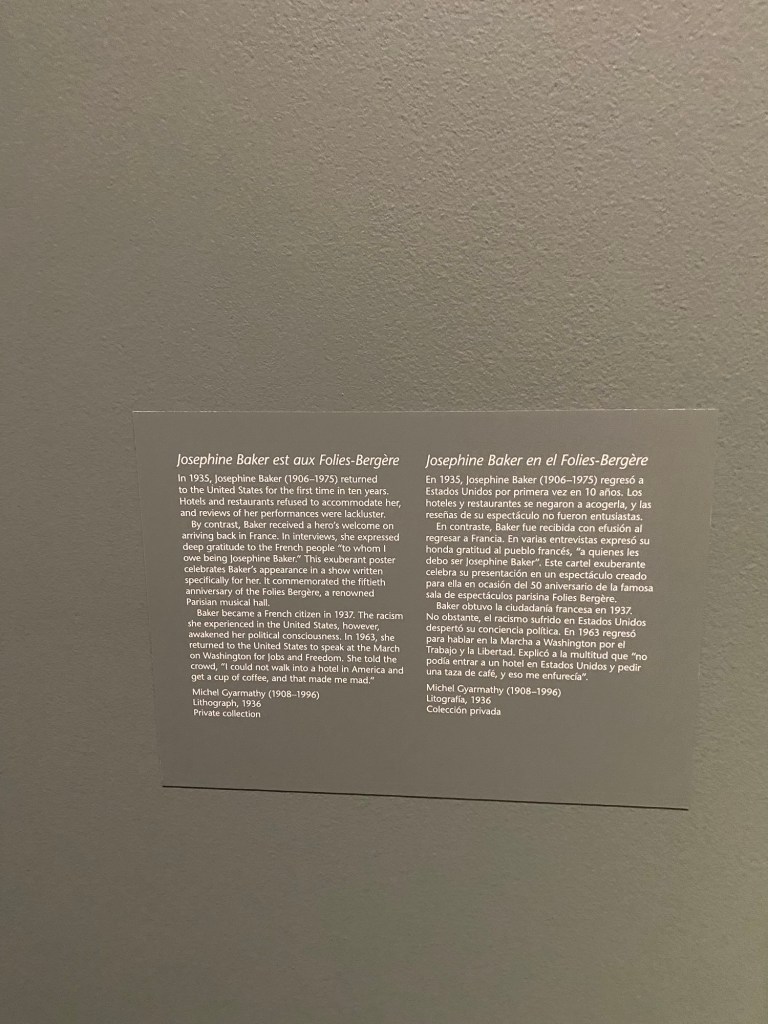 Josephine Baker est aux Folies-Bergère
In 1935, Josephine Baker (1906–1975) returned
to the United States for the first time in ten years.
Hotels and restaurants refused to accommodate her,
and reviews of her performances were lackluster.
By contrast, Baker received a hero's welcome on
arriving back in France. In interviews, she expressed
deep gratitude to the French people "to whom I
owe being Josephine Baker." This exuberant poster
celebrates Baker's appearance in a show written
specifically for her. It commemorated the fiftieth
anniversary of the Folies Bergère, a renowned
Parisian musical hall.
Baker became a French citizen in 1937. The racism
she experienced in the United States, however,
awakened her political consciousness. In 1963, she
returned to the United States to speak at the March
on Washington for Jobs and Freedom. She told the
crowd, "I could not walk into a hotel in America and
get a cup of coffee, and that made me mad."
Michel Gyarmathy (1908–1996)
Lithograph, 1936
Private collection
Josephine Baker en el Folies-Bergère
En 1935, Josephine Baker (1906–1975) regresó a
Estados Unidos por primera vez en 10 años. Los
hoteles y restaurantes se negaron a acogerla, y las
reseñas de su espectáculo no fueron entusiastas.
En contraste, Baker fue recibida con efusión al
regresar a Francia. En varias entrevistas expresó su
honda gratitud al pueblo francés, "a quienes les
debo ser Josephine Baker". Este cartel exuberante
celebra su presentación en un espectáculo creado
para ella en ocasión del 50 aniversario de la famosa
sala de espectáculos parisina Folies Bergère.
Baker obtuvo la ciudadanía francesa en 1937.
No obstante, el racismo sufrido en Estados Unidos
despertó su conciencia política. En 1963 regresó
para hablar en la Marcha a Washington por el
Trabajo y la Libertad. Explicó a la multitud que "no
podía entrar a un hotel en Estados Unidos y pedir
una taza de café, y eso me enfurecía".
Michel Gyarmathy (1908–1996)
Litografía, 1936
Colección privada